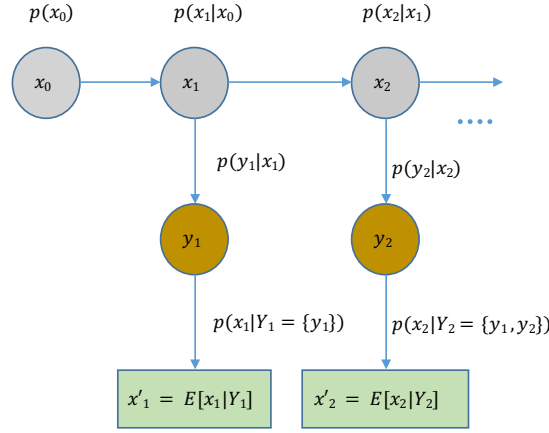 p(x₀) p(x₁|x₀) p(x₂|x₁)
x₀ x₁ x₂
....
p(y₁|x₁) p(y₂|x₂)
y₁ y₂
p(x₁|Y₁ = {y₁}) p(x₂|Y₂ = {y₁, y₂})
x'₁ = E[x₁|Y₁] x'₂ = E[x₂|Y₂]